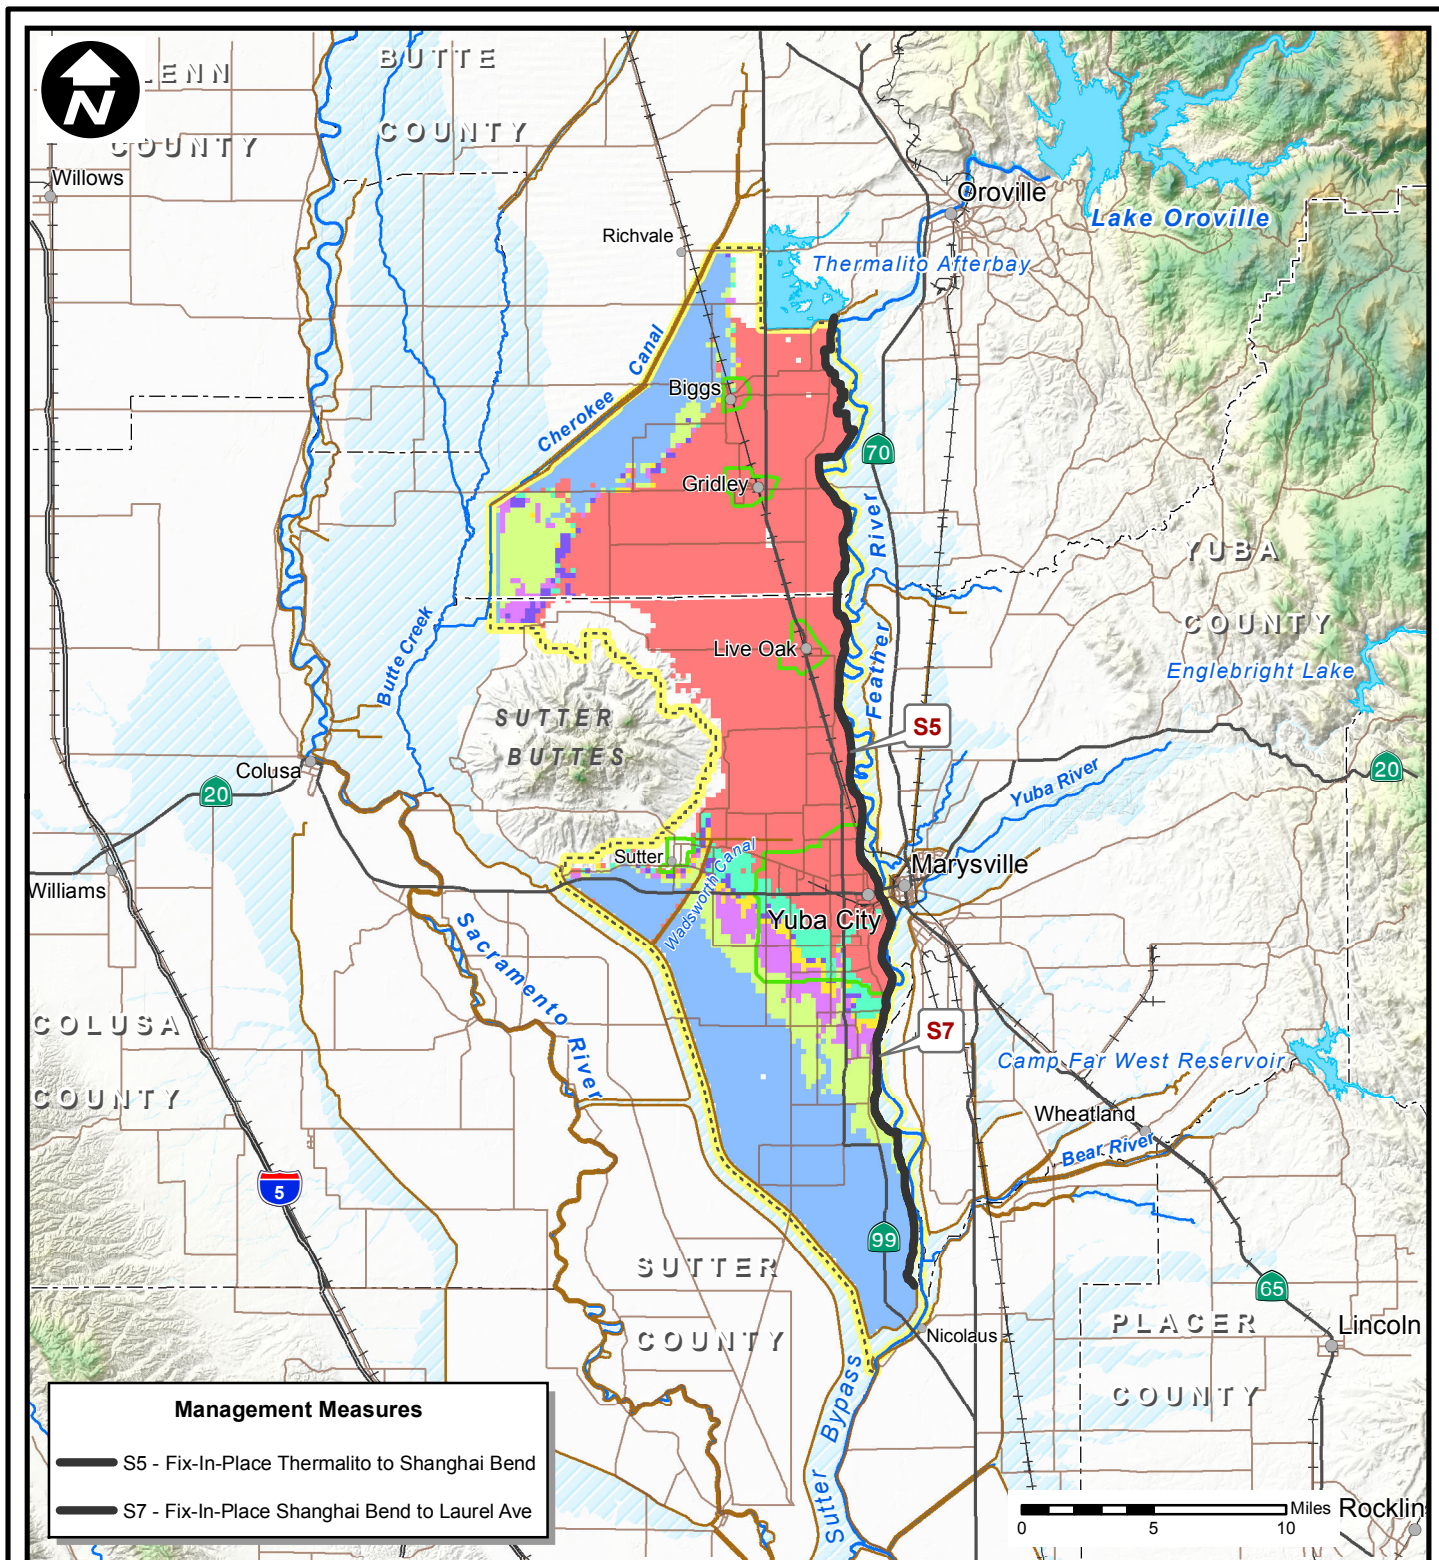 N
LENN
COUNTY
BUTTE
COUNTY
Willows
Oroville
Lake Oroville
Richvale
Thermalito Afterbay
Cherokee Canal
Biggs
70
Gridley
Feather River
YUBA
COUNTY
Butte Creek
Live Oak
Englebright Lake
SUTTER
BUTTES
S5
Colusa
20
Yuba River
20
Sutter
Wadsworth Canal
Marysville
Williams
Yuba City
Sacramento River
COLUSA
COUNTY
S7
Camp Far West Reservoir
Wheatland
Bear River
5
99
SUTTER
COUNTY
65
PLACER
COUNTY
Nicolaus
Lincoln
Sutter Bypass
Management Measures
S5 - Fix-In-Place Thermalito to Shanghai Bend
S7 - Fix-In-Place Shanghai Bend to Laurel Ave
Miles
0 5 10
Rocklin